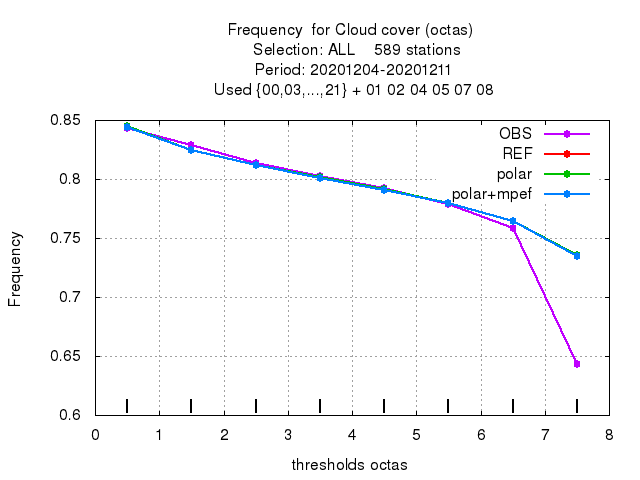 Frequency  for Cloud cover (octas)
Selection: ALL    589 stations
Period: 20201204-20201211
Used {00,03,...,21} + 01 02 04 05 07 08
0.85
0.8
0.75
0.7
0.65
0.6
Frequency
OBS
REF
polar
polar+mpef
0 1 2 3 4 5 6 7 8
thresholds octas